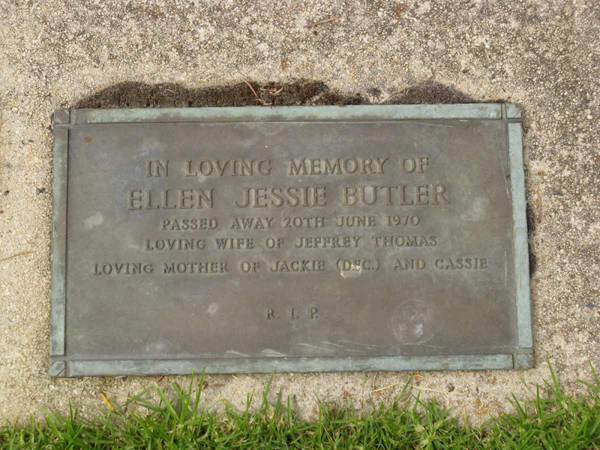 IN LOVING MEMORY OF
ELLEN JESSIE BUTLER
PASSED AWAY 20TH JUNE 1970
LOVING WIFE OF JEFFREY THOMAS
LOVING MOTHER OF JACKIE (DEC.) AND CASSIE
R. I. P.